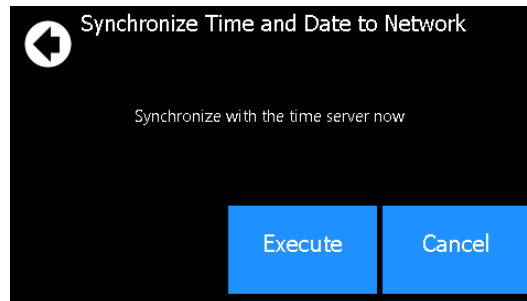 Synchronize Time and Date to Network
Synchronize with the time server now
Execute
Cancel